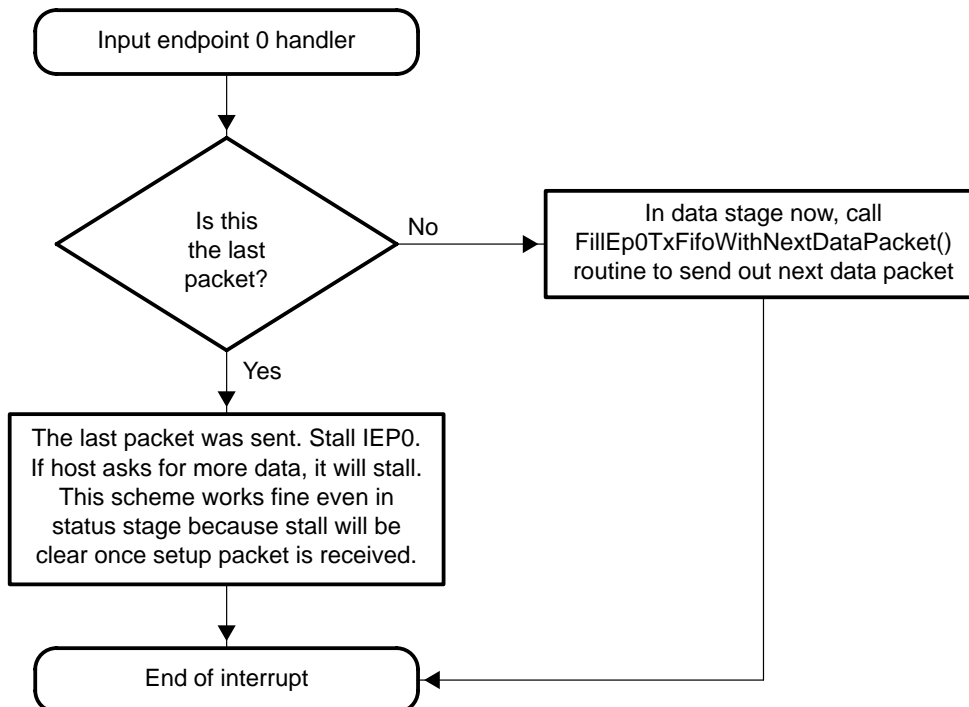 Input endpoint 0 handler
Is this
the last
packet?
No
In data stage now, call
FillEp0TxFifoWithNextDataPacket()
routine to send out next data packet
Yes
The last packet was sent. Stall IEP0.
If host asks for more data, it will stall.
This scheme works fine even in
status stage because stall will be
clear once setup packet is received.
End of interrupt